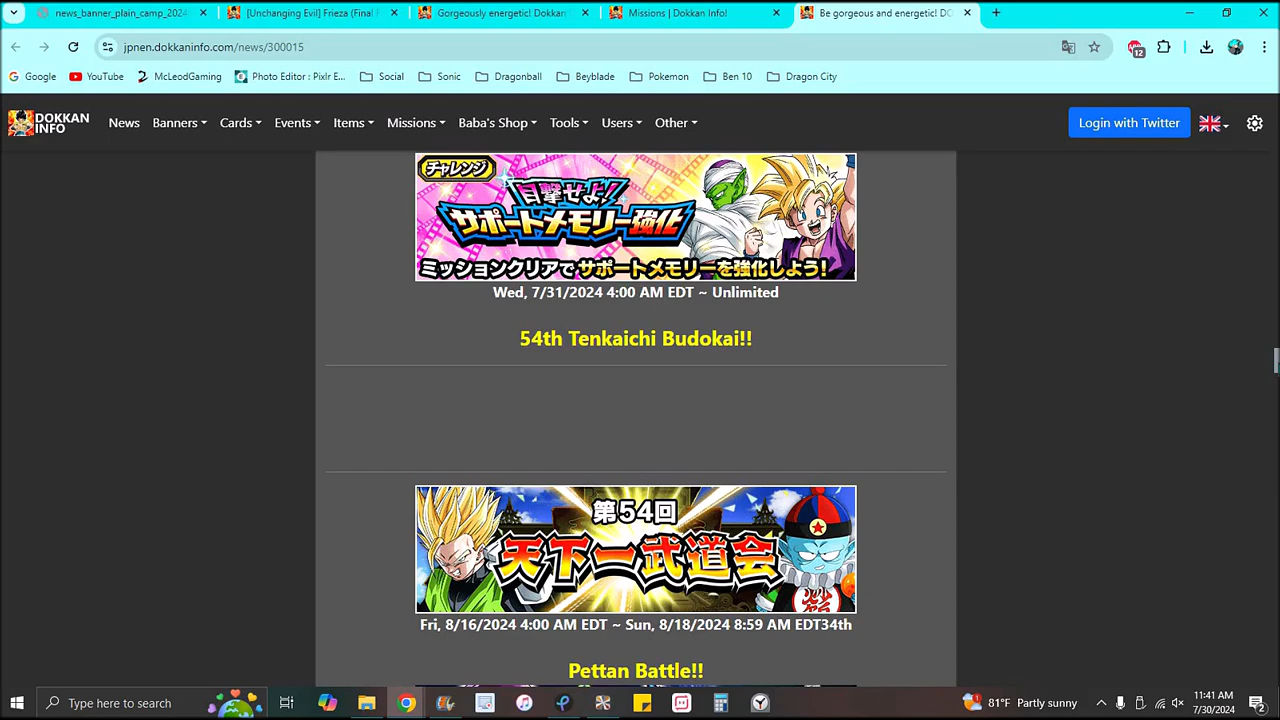 news_banner_plain_camp_2024
[Unchanging Evil] Frieza (Final F
Gorgeously energetic! Dokkan
Missions | Dokkan Info!
Be gorgeous and energetic! DO
jpnen.dokkaninfo.com/news/300015
12
Google
YouTube
McLeodGaming
Photo Editor : Pixlr E...
Social
Sonic
Dragonball
Beyblade
Pokemon
Ben 10
Dragon City
DOKKAN
INFO
News
Banners
Cards
Events
Items
Missions
Baba's Shop
Tools
Users
Other
Login with Twitter
チャレンジ
目撃せよ!
サポートメモリー強化
ミッションクリアでサポートメモリーを強化しよう!
Wed, 7/31/2024 4:00 AM EDT ~ Unlimited
54th Tenkaichi Budokai!!
第54回
天下一武道会
Fri, 8/16/2024 4:00 AM EDT ~ Sun, 8/18/2024 8:59 AM EDT34th
Pettan Battle!!
Type here to search
1
81°F Partly sunny
11:41 AM
7/30/2024
2